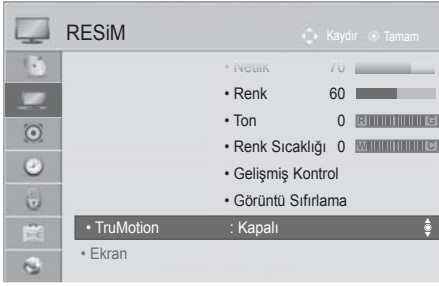 RESİM
Kaydır Tamam
• Netlik 70
• Renk 60
• Ton 0 R G
• Renk Sıcaklığı 0 W C
• Gelişmiş Kontrol
• Görüntü Sıfırlama
• TruMotion : Kapalı
• Ekran